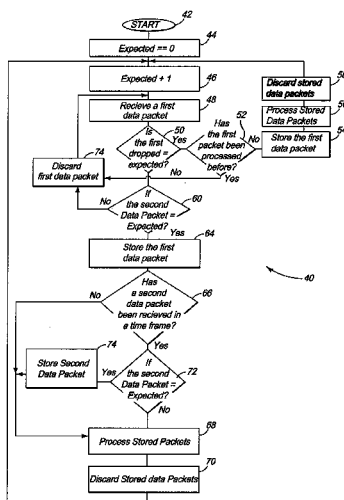 START
42
Expected == 0
44
Expected + 1
46
Recieve a first
data packet
48
Discard stored
data packets
Process Stored
Data Packets
Store the first
data packet
50
Is
the first
dropped =
expected?
Yes
52
Has
the first
packet been
processed
before?
No
Yes
No
74
Discard
first data packet
60
If
the second
Data Packet =
Expected?
No
Yes
64
Store the first
data packet
40
66
Has
a second
data packet
been recieved in
a time frame?
No
Yes
74
Store Second
Data Packet
Yes
72
If
the second
Data Packet =
Expected?
No
68
Process Stored Packets
70
Discard Stored data Packets